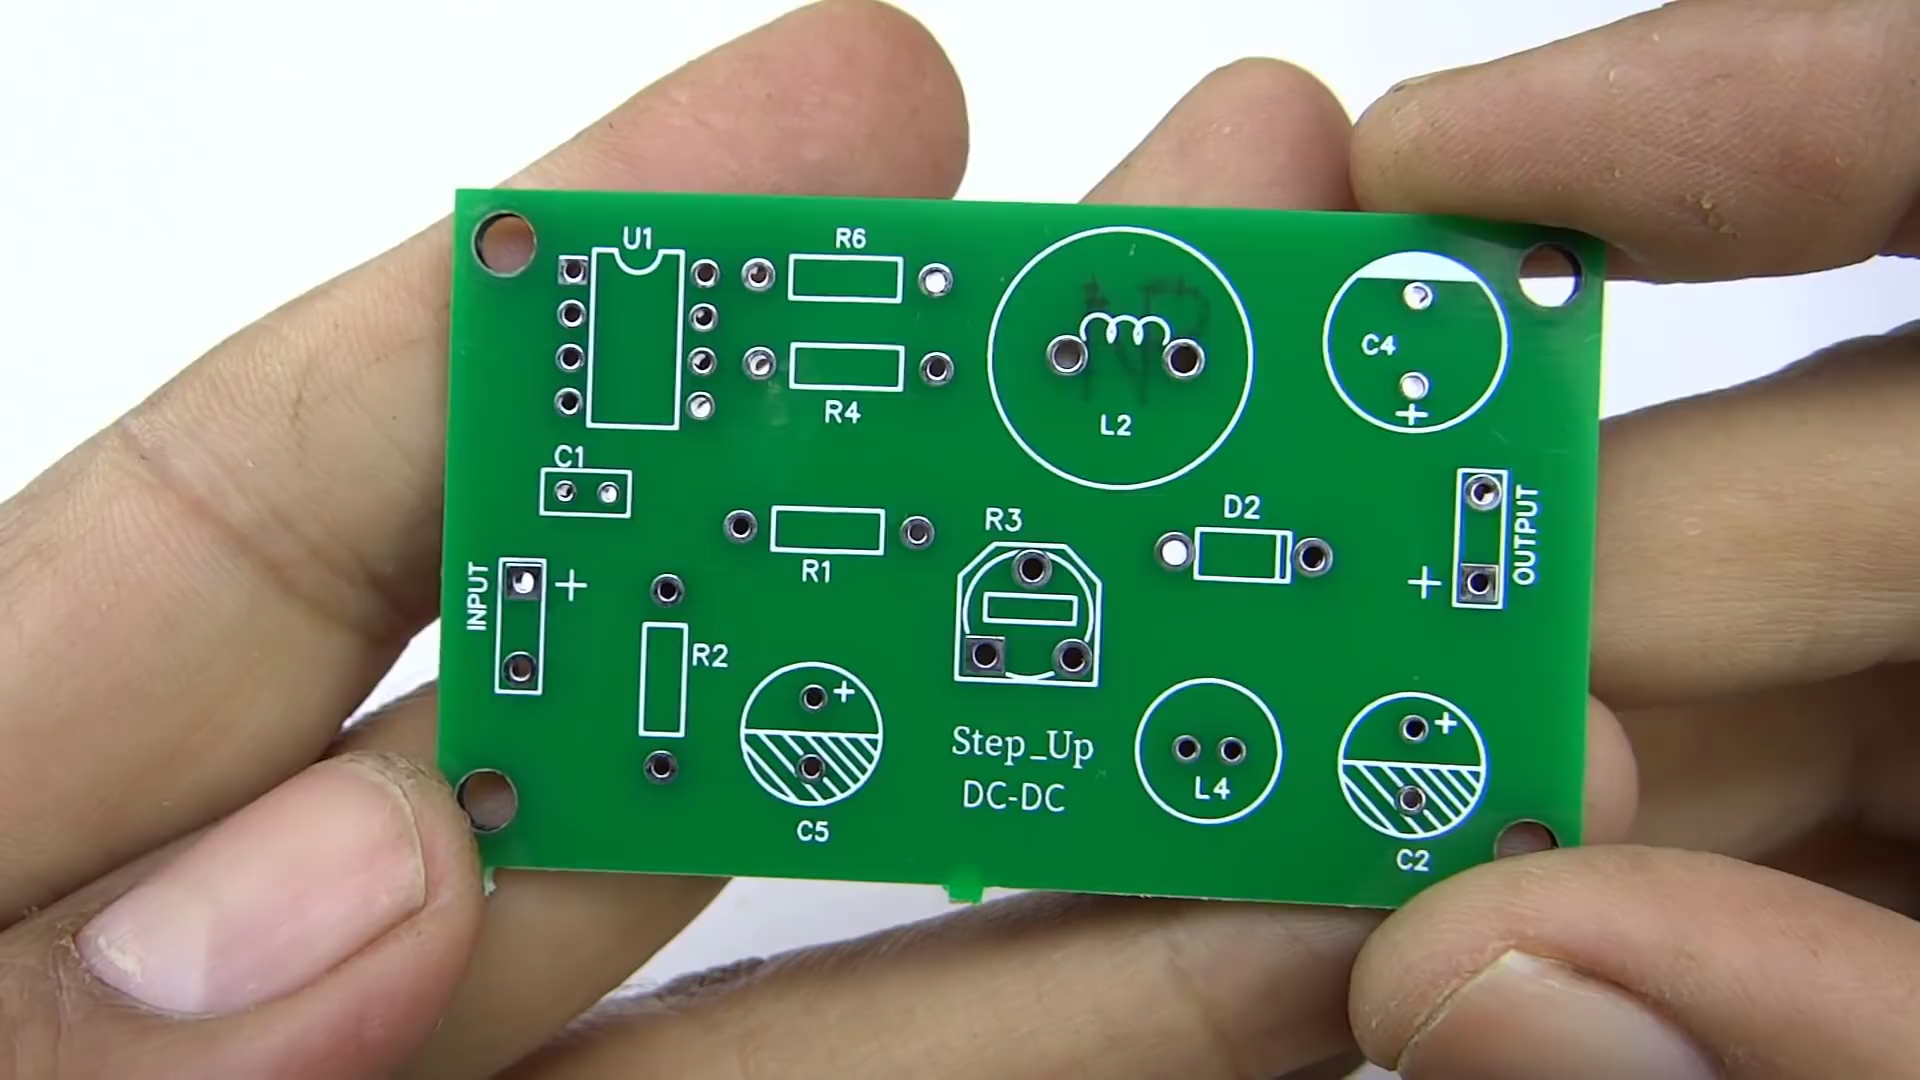 U1
R6
R4
L2
C4
+
C1
R1
R3
D2
INPUT
+
+
OUTPUT
R2
+
C5
Step_Up
DC-DC
L4
+
C2